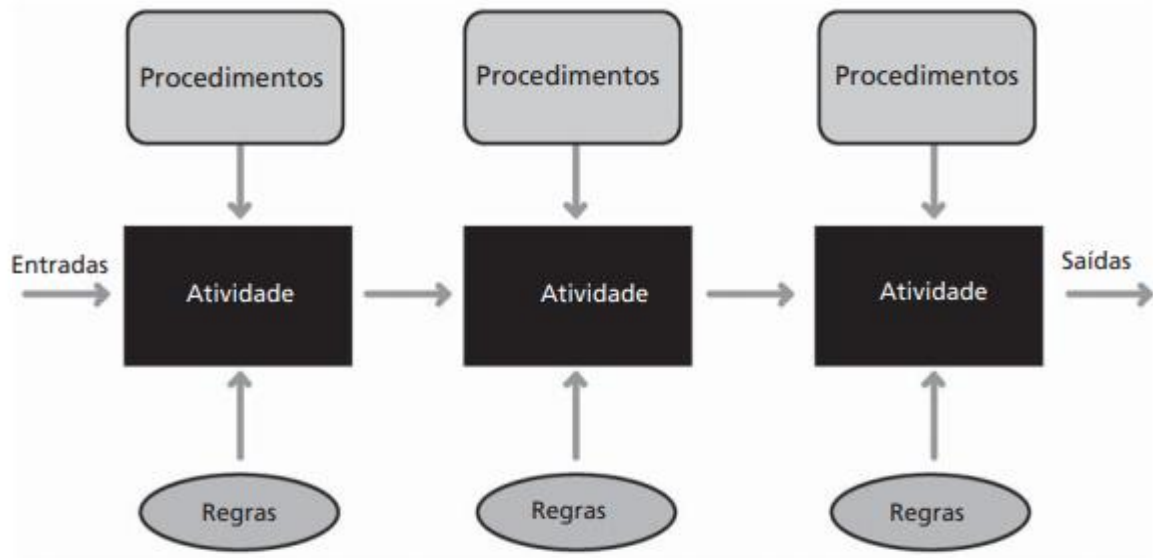 Procedimentos
Procedimentos
Procedimentos
Entradas
Atividade
Atividade
Atividade
Saídas
Regras
Regras
Regras